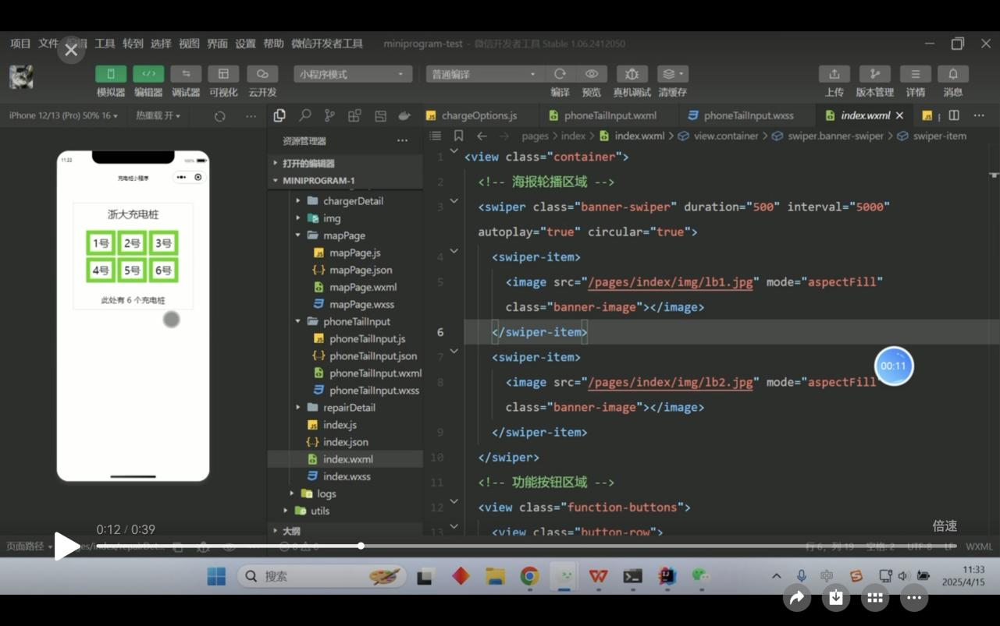 项目 文件 工具 转到 选择 视图 界面 设置 帮助 微信开发者工具 miniprogram-test - 微信开发者工具 Stable 1.06.2412050
小程序模式 普通编译
模拟器 编辑器 调试器 可视化 云开发 编译 预览 真机调试 清缓存 上传 版本管理 详情 消息
iPhone 12/13 (Pro) 50% 16 热重载 开
chargeOptions.js phoneTailInput.wxml phoneTailInput.wxss index.wxml
资源管理器
pages > index > index.wxml > view.container > swiper.banner-swiper > swiper-item
打开的编辑器
MINIPROGRAM-1
chargerDetail
img
mapPage
mapPage.js
mapPage.json
mapPage.wxml
mapPage.wxss
phoneTailInput
phoneTailInput.js
phoneTailInput.json
phoneTailInput.wxml
phoneTailInput.wxss
repairDetail
index.js
index.json
index.wxml
index.wxss
logs
utils
大纲
11:33 100%
充电桩小程序
浙大充电桩
1号 2号 3号
4号 5号 6号
此处有 6 个充电桩
1 <view class="container">
2 <!-- 海报轮播区域 -->
3 <swiper class="banner-swiper" duration="500" interval="5000"
autoplay="true" circular="true">
4 <swiper-item>
5 <image src="/pages/index/img/lb1.jpg" mode="aspectFill"
class="banner-image"></image>
6 </swiper-item>
7 <swiper-item>
8 <image src="/pages/index/img/lb2.jpg" mode="aspectFill"
class="banner-image"></image>
9 </swiper-item>
10 </swiper>
11 <!-- 功能按钮区域 -->
12 <view class="function-buttons">
13 <view class="button-row">
00:11
0:12 / 0:39
倍速
页面路径
行 6, 列 19 空格: 2 UTF-8 LF WXML
搜索
11:33
2025/4/15